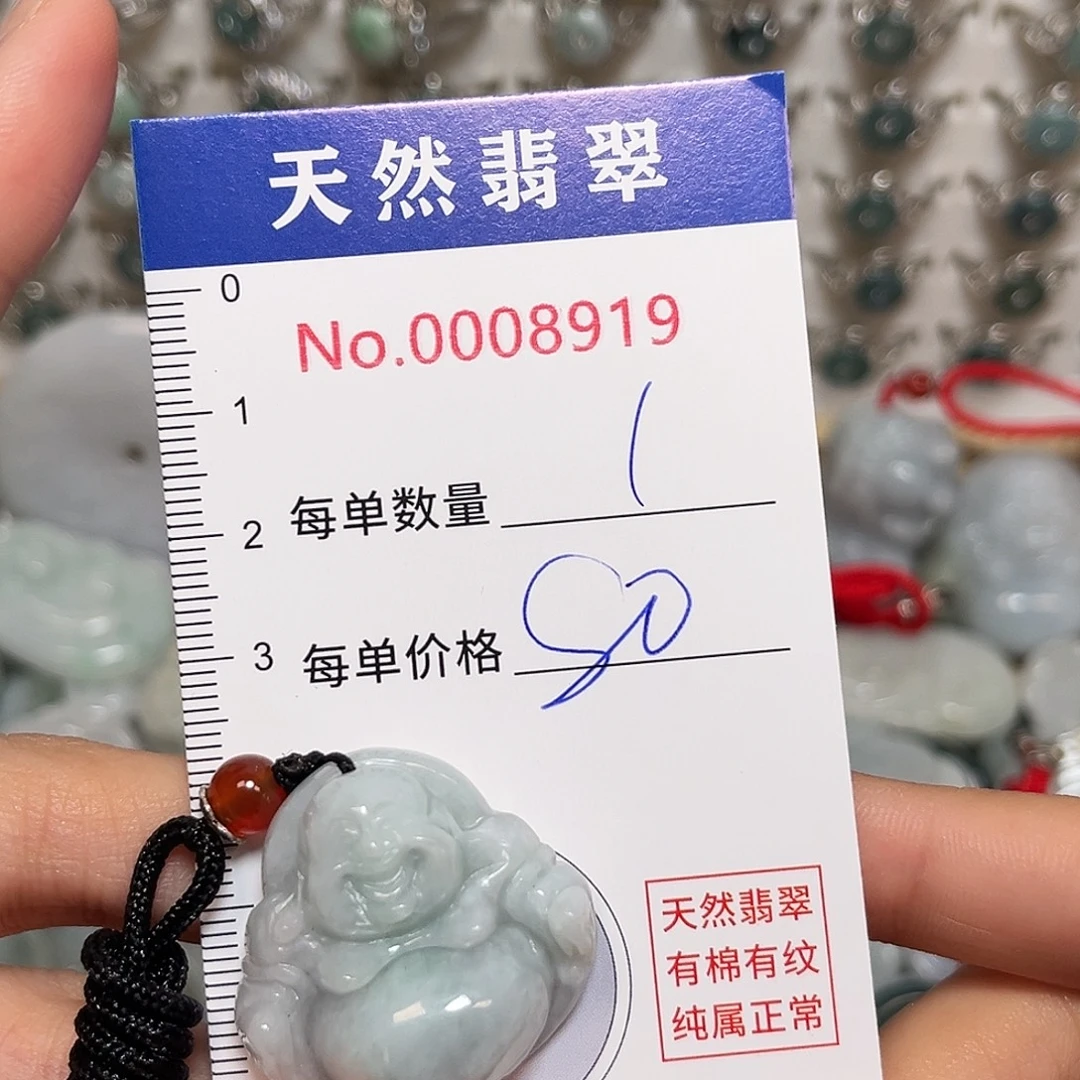 天然翡翠
0
No.0008919
1
每单数量 1
2
每单价格 80
3
天然翡翠
有棉有纹
纯属正常